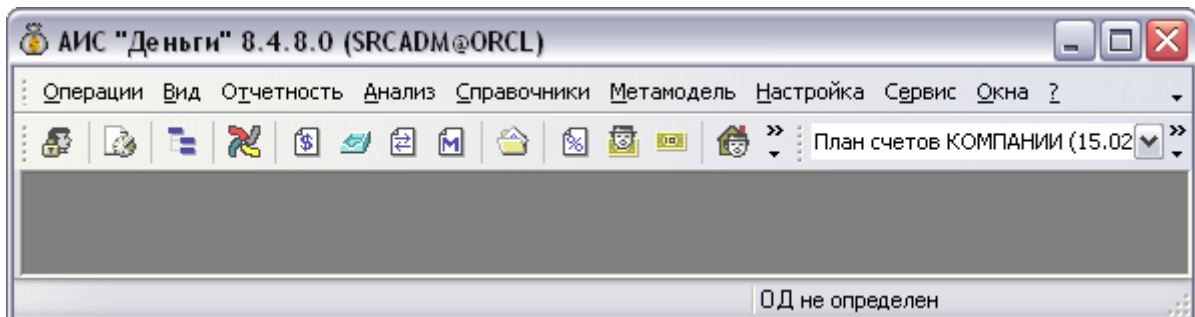 АИС "Деньги" 8.4.8.0 (SRCADM@ORCL)
Операции Вид Отчетность Анализ Справочники Метамодель Настройка Сервис Окна ?
План счетов КОМПАНИИ (15.02
ОД не определен